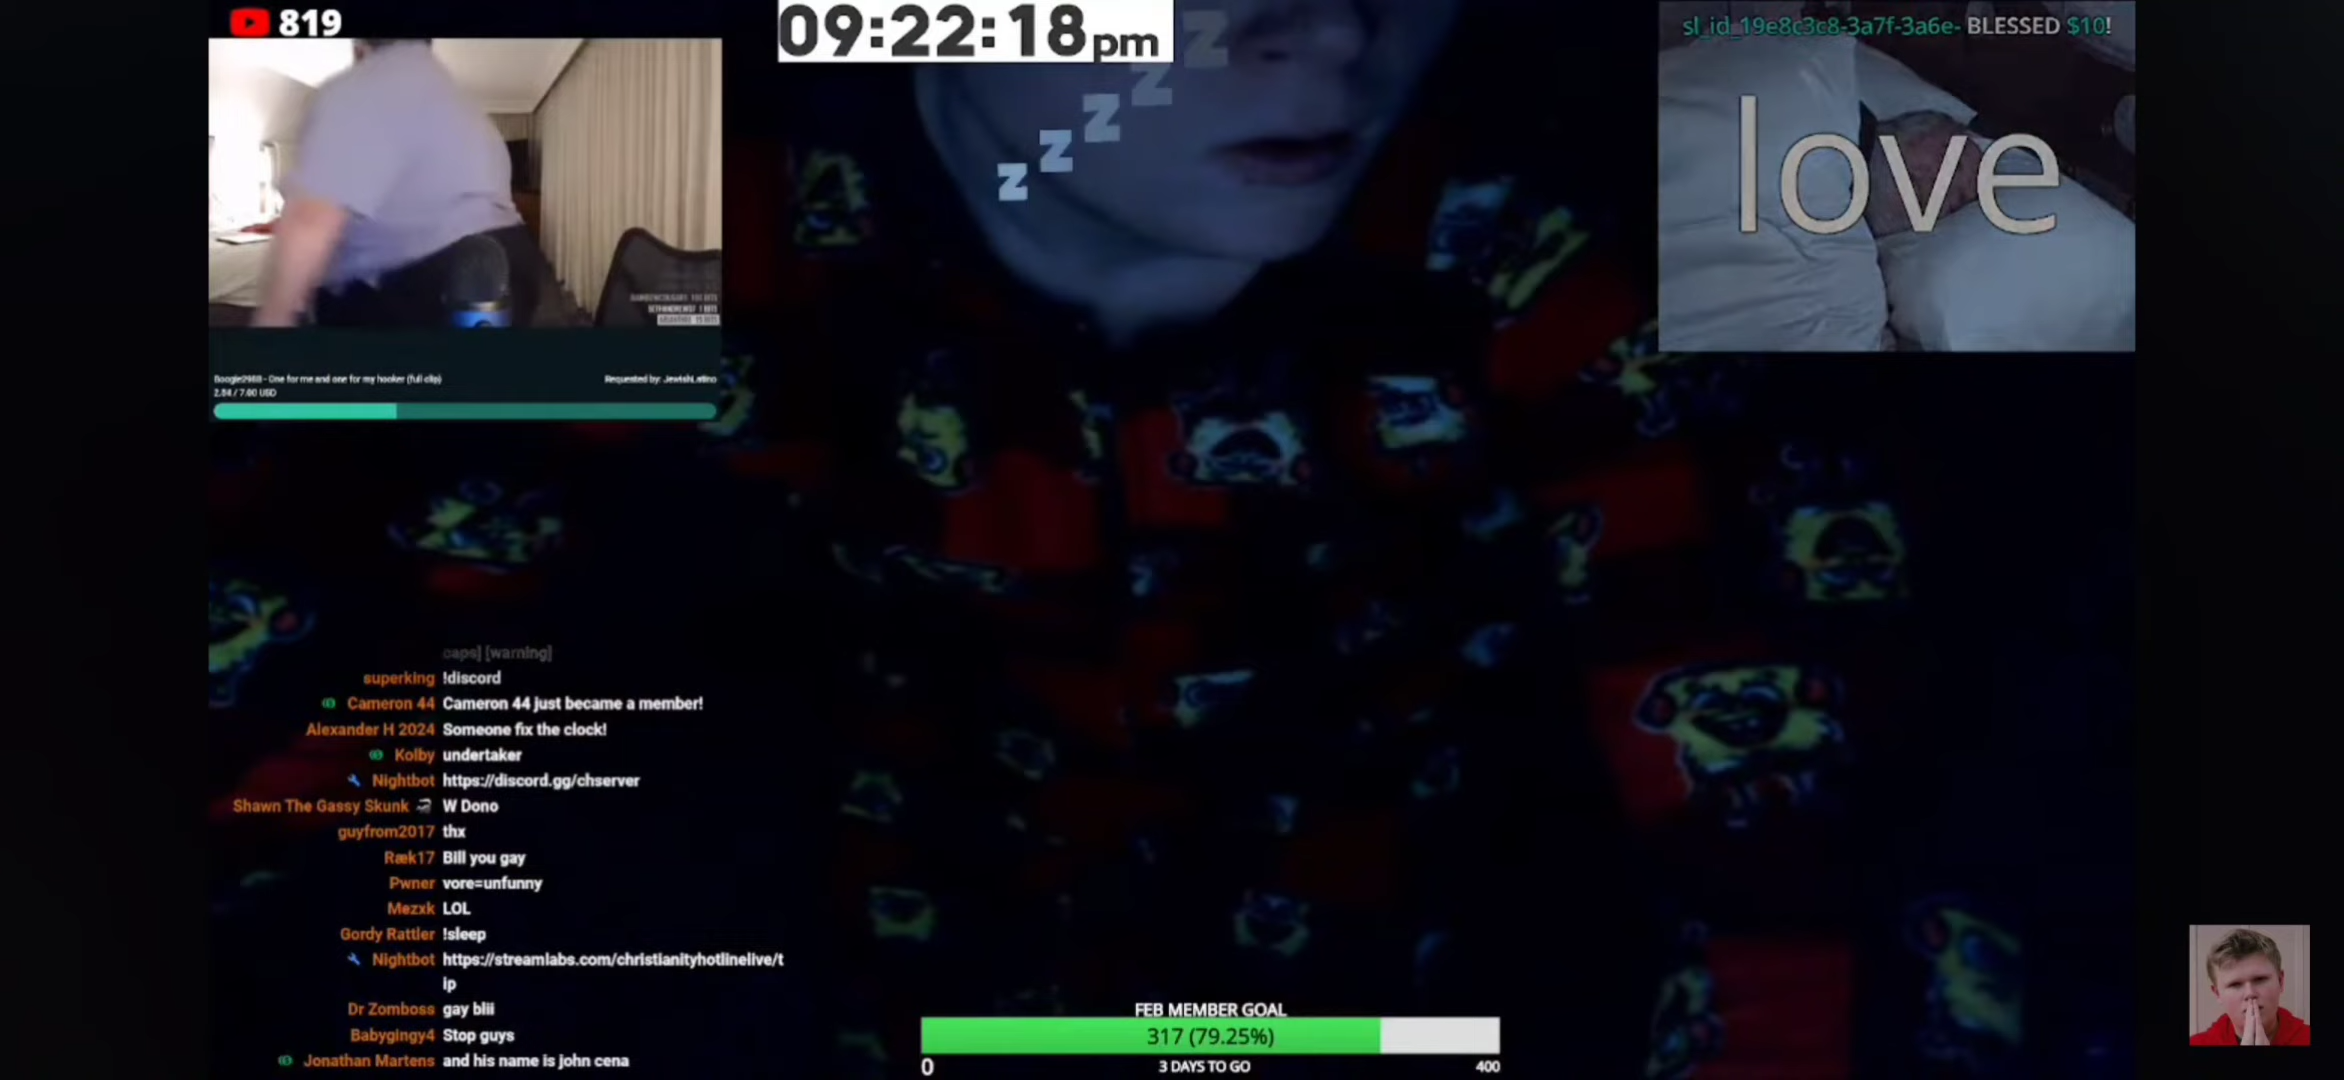 819
09:22:18pm
z z z z z
sl_id_19e8c3c8-3a7f-3a6e- BLESSED $10!
love
Boogie2988 - One for me and one for my hooker (full clip)
Requested by: JewishLatino
2.84 / 7.00 USD
caps] [warning]
superking !discord
Cameron 44 Cameron 44 just became a member!
Alexander H 2024 Someone fix the clock!
Kolby undertaker
Nightbot https://discord.gg/chserver
Shawn The Gassy Skunk W Dono
guyfrom2017 thx
Ræk17 Bill you gay
Pwner vore=unfunny
Mezxk LOL
Gordy Rattler !sleep
Nightbot https://streamlabs.com/christianityhotlinelive/t
ip
Dr Zomboss gay blii
Babygingy4 Stop guys
Jonathan Martens and his name is john cena
FEB MEMBER GOAL
317 (79.25%)
0 3 DAYS TO GO 400